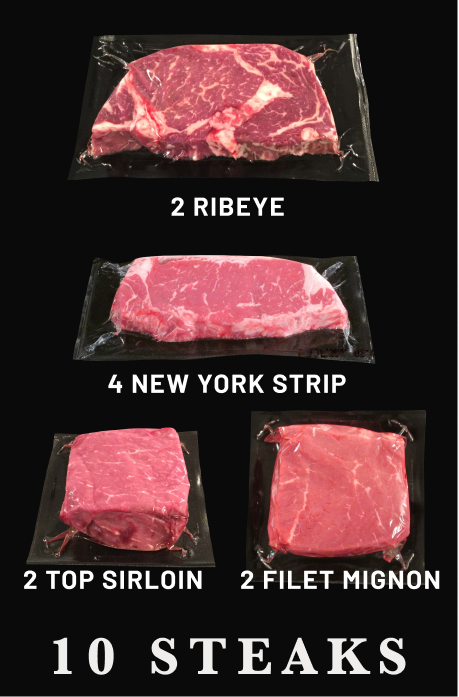 2 RIBEYE
4 NEW YORK STRIP
2 TOP SIRLOIN
2 FILET MIGNON
10 STEAKS